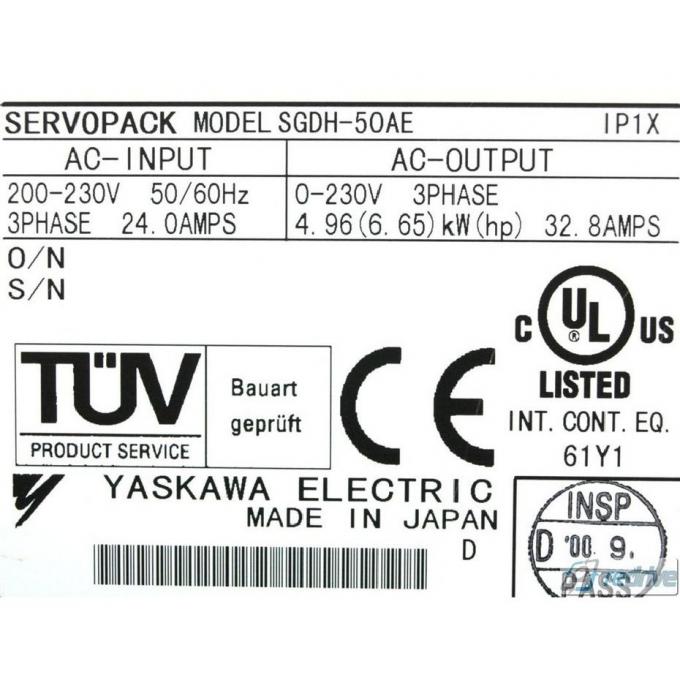 SERVOPACK MODEL SGDH-50AE IP1X
AC-INPUT AC-OUTPUT
200-230V 50/60Hz 0-230V 3PHASE
3PHASE 24.0AMPS 4.96(6.65)kW(hp) 32.8AMPS
O/N
S/N
C UL ® US
LISTED
INT. CONT. EQ.
61Y1
TÜV
PRODUCT SERVICE
Bauart
geprüft
CE
YASKAWA ELECTRIC
MADE IN JAPAN
D
INSP
D '00. 9.
PASS